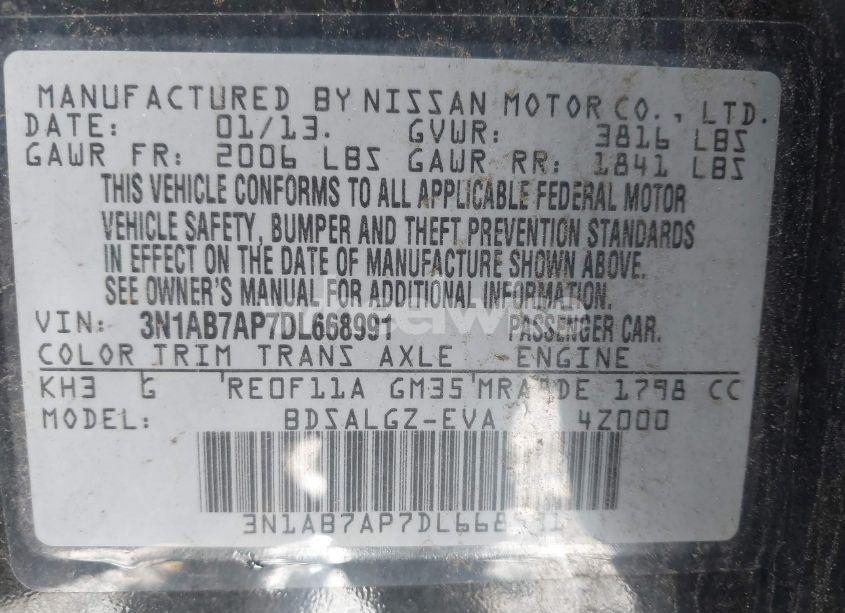 MANUFACTURED BY NISSAN MOTOR CO., LTD.
DATE: 01/13. GVWR: 3816 LBS
GAWR FR: 2006 LBS GAWR RR: 1841 LBS
THIS VEHICLE CONFORMS TO ALL APPLICABLE FEDERAL MOTOR
VEHICLE SAFETY, BUMPER AND THEFT PREVENTION STANDARDS
IN EFFECT ON THE DATE OF MANUFACTURE SHOWN ABOVE.
SEE OWNER'S MANUAL FOR ADDITIONAL INFORMATION.
VIN: 3N1AB7AP7DL668991 PASSENGER CAR.
COLOR TRIM TRANS AXLE ENGINE
KH3 G RE0F11A GM35 1798 CC
MODEL: BDSALGZ-EVA 4Z000
3N1AB7AP7DL668991